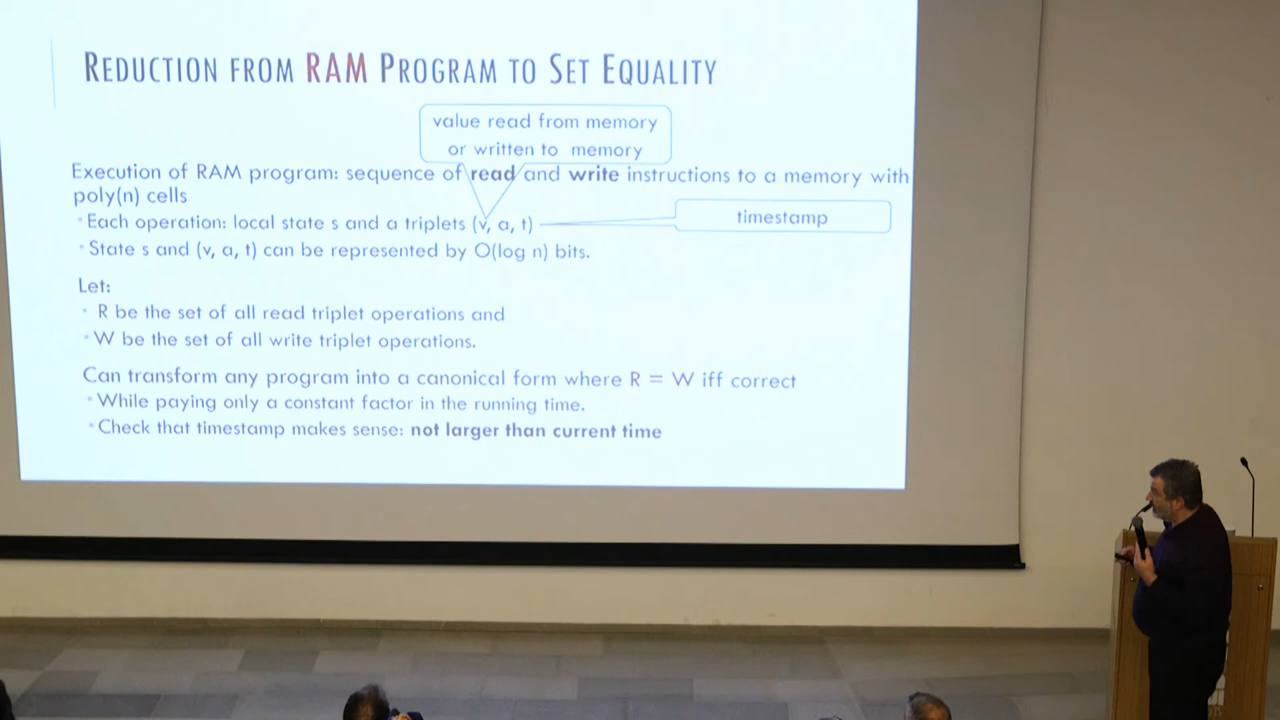 REDUCTION FROM RAM PROGRAM TO SET EQUALITY
value read from memory
or written to memory
Execution of RAM program: sequence of read and write instructions to a memory with
poly(n) cells
Each operation: local state s and a triplets (v, a, t)
timestamp
State s and (v, a, t) can be represented by O(log n) bits.
Let:
R be the set of all read triplet operations and
W be the set of all write triplet operations.
Can transform any program into a canonical form where R = W iff correct
While paying only a constant factor in the running time.
Check that timestamp makes sense: not larger than current time